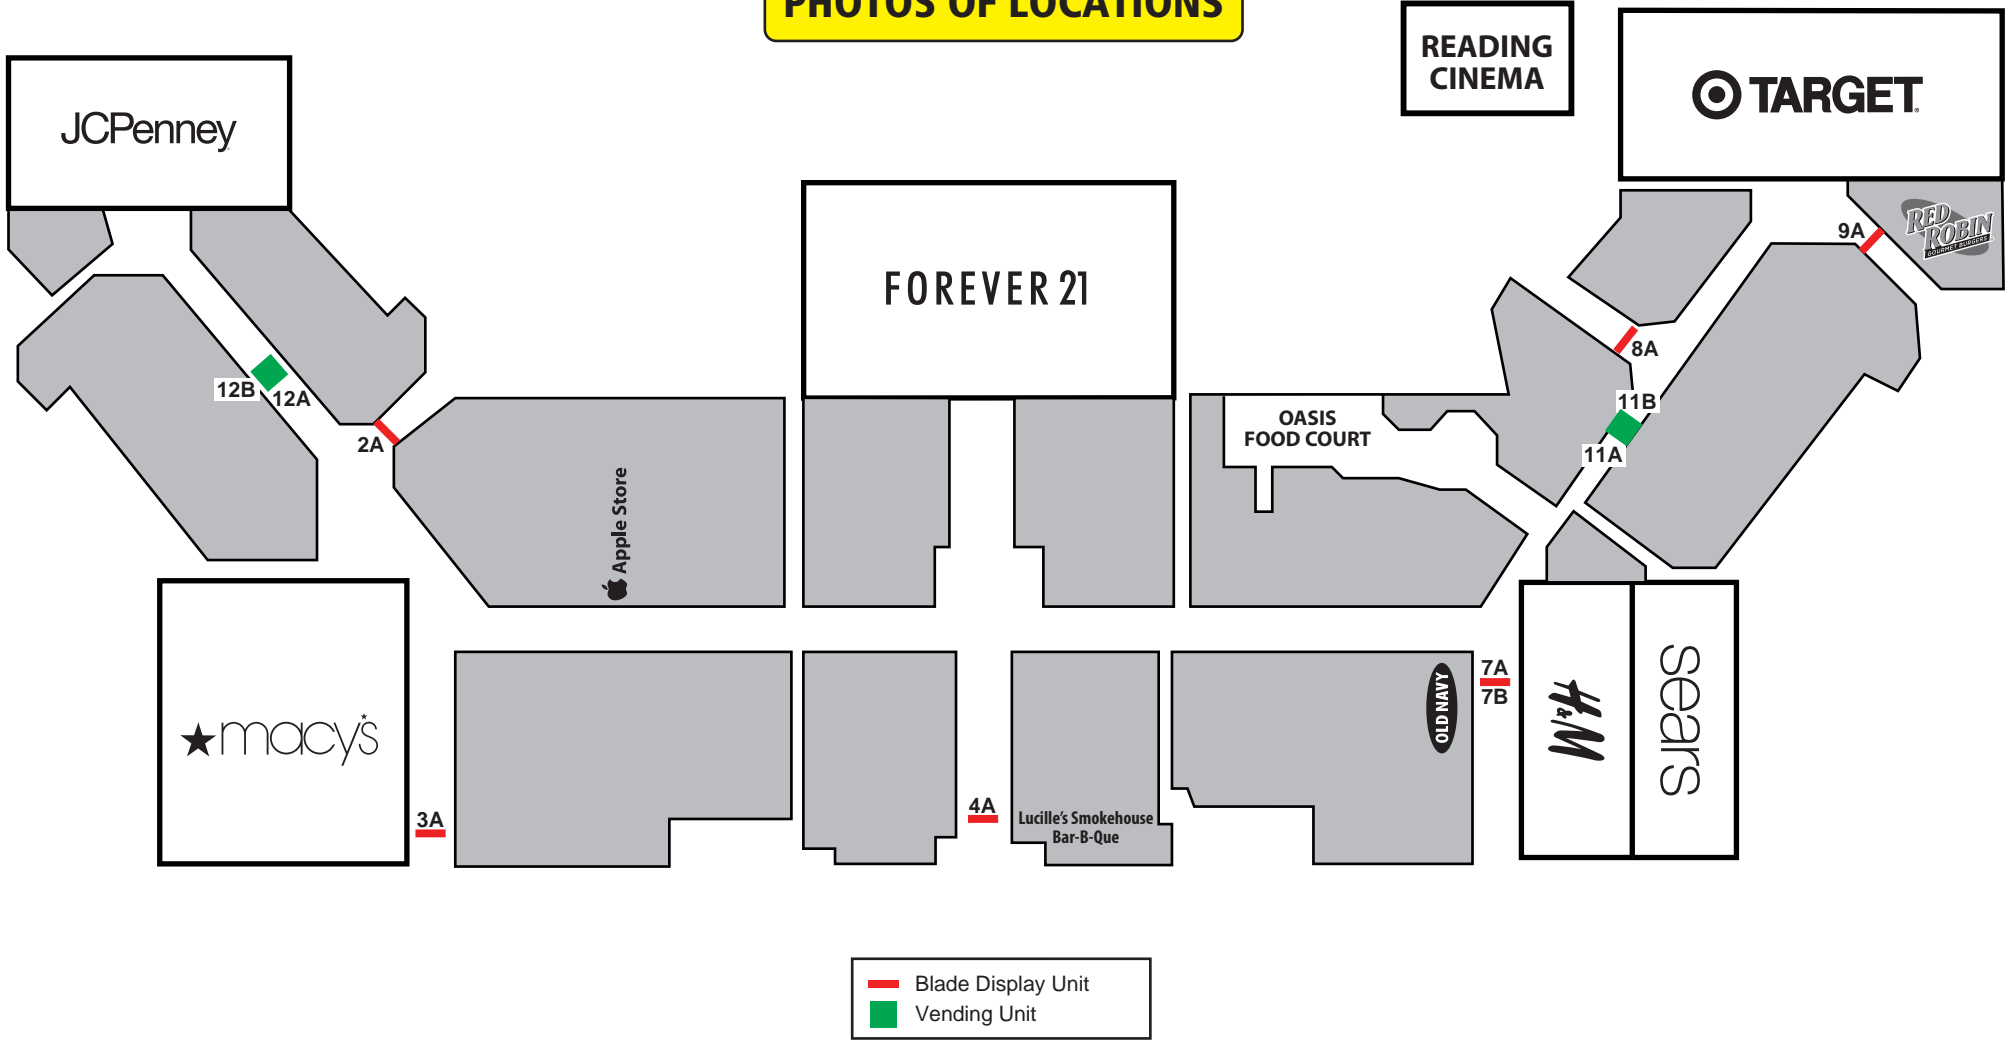 PHOTOS OF LOCATIONS
READING
CINEMA
TARGET
JCPenney
RED
ROBIN
GOURMET BURGERS
9A
FOREVER 21
8A
12B
12A
11B
2A
OASIS
FOOD COURT
11A
Apple Store
macy's
7A
7B
OLD NAVY
H&M
sears
3A
4A
Lucille's Smokehouse
Bar-B-Que
Blade Display Unit
Vending Unit